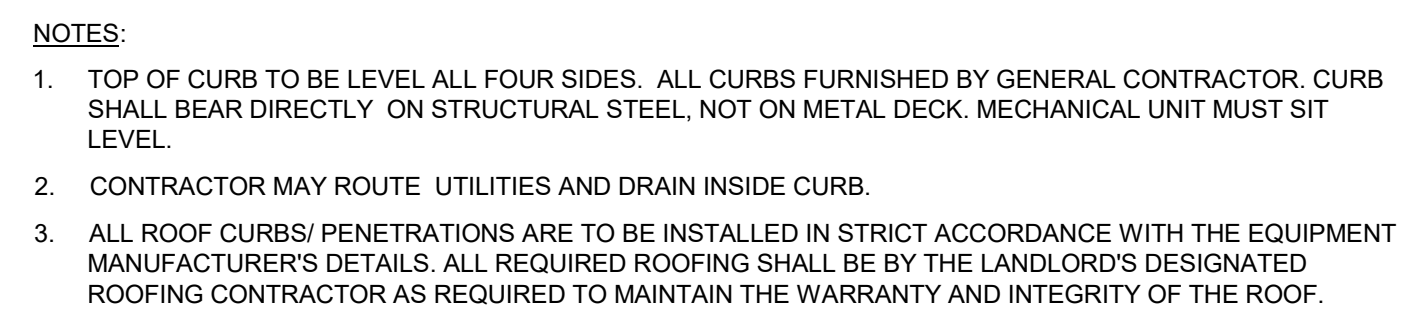 NOTES:
1. TOP OF CURB TO BE LEVEL ALL FOUR SIDES. ALL CURBS FURNISHED BY GENERAL CONTRACTOR. CURB
SHALL BEAR DIRECTLY ON STRUCTURAL STEEL, NOT ON METAL DECK. MECHANICAL UNIT MUST SIT
LEVEL.
2. CONTRACTOR MAY ROUTE UTILITIES AND DRAIN INSIDE CURB.
3. ALL ROOF CURBS/ PENETRATIONS ARE TO BE INSTALLED IN STRICT ACCORDANCE WITH THE EQUIPMENT
MANUFACTURER'S DETAILS. ALL REQUIRED ROOFING SHALL BE BY THE LANDLORD'S DESIGNATED
ROOFING CONTRACTOR AS REQUIRED TO MAINTAIN THE WARRANTY AND INTEGRITY OF THE ROOF.